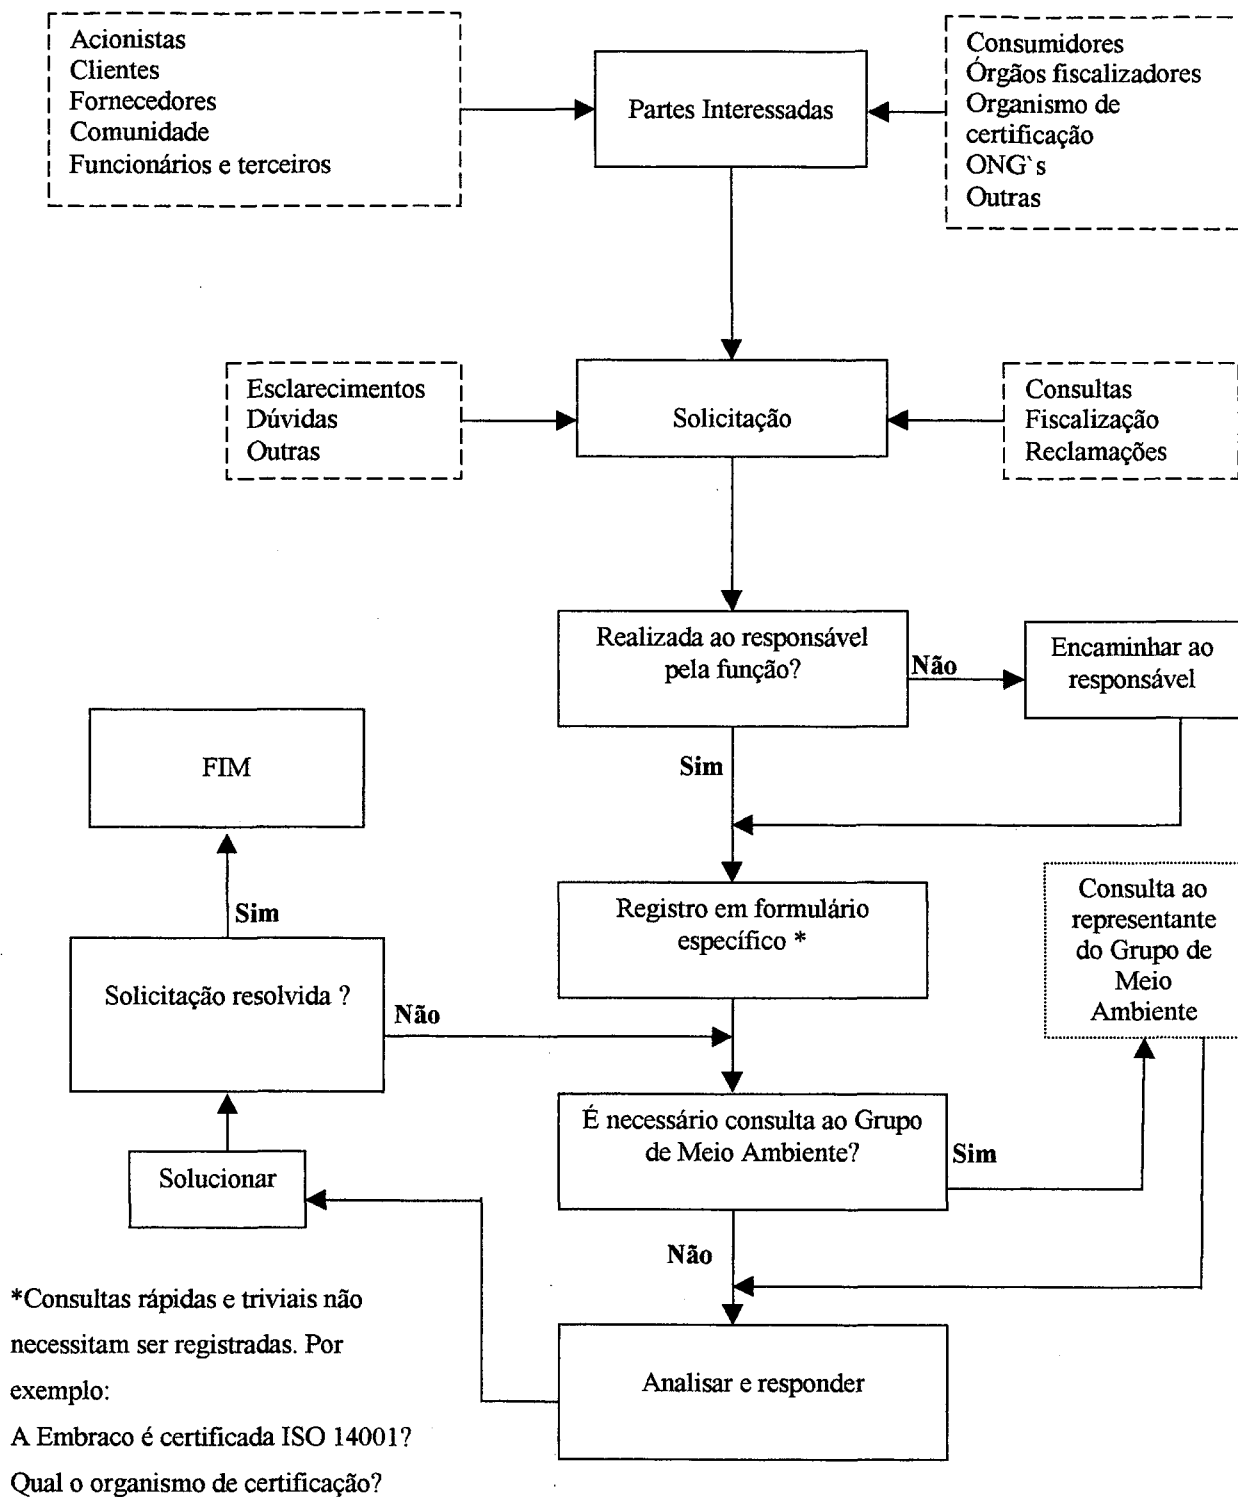 Acionistas
Clientes
Fornecedores
Comunidade
Funcionários e terceiros
Partes Interessadas
Consumidores
Órgãos fiscalizadores
Organismo de
certificação
ONG`s
Outras
Esclarecimentos
Dúvidas
Outras
Solicitação
Consultas
Fiscalização
Reclamações
Realizada ao responsável
pela função?
Não
Encaminhar ao
responsável
Sim
FIM
Sim
Registro em formulário
específico *
Consulta ao
representante
do Grupo de
Meio
Ambiente
Solicitação resolvida ?
Não
É necessário consulta ao Grupo
de Meio Ambiente?
Sim
Solucionar
Não
Analisar e responder
*Consultas rápidas e triviais não
necessitam ser registradas. Por
exemplo:
A Embraco é certificada ISO 14001?
Qual o organismo de certificação?